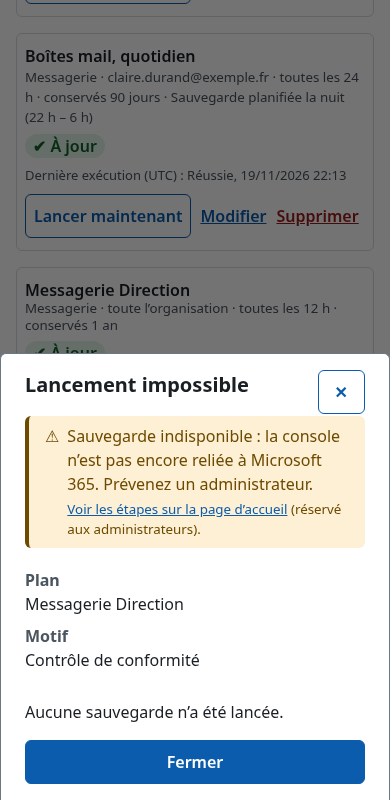 Boîtes mail, quotidien
Messagerie · claire.durand@exemple.fr · toutes les 24
h · conservés 90 jours · Sauvegarde planifiée la nuit
(22 h – 6 h)
✔ À jour
Dernière exécution (UTC) : Réussie, 19/11/2026 22:13
Lancer maintenant Modifier Supprimer
Messagerie Direction
Messagerie · toute l’organisation · toutes les 12 h ·
conservés 1 an
✔ À jour
Lancement impossible ×
⚠ Sauvegarde indisponible : la console
n’est pas encore reliée à Microsoft
365. Prévenez un administrateur.
Voir les étapes sur la page d’accueil (réservé
aux administrateurs).
Plan
Messagerie Direction
Motif
Contrôle de conformité
Aucune sauvegarde n’a été lancée.
Fermer